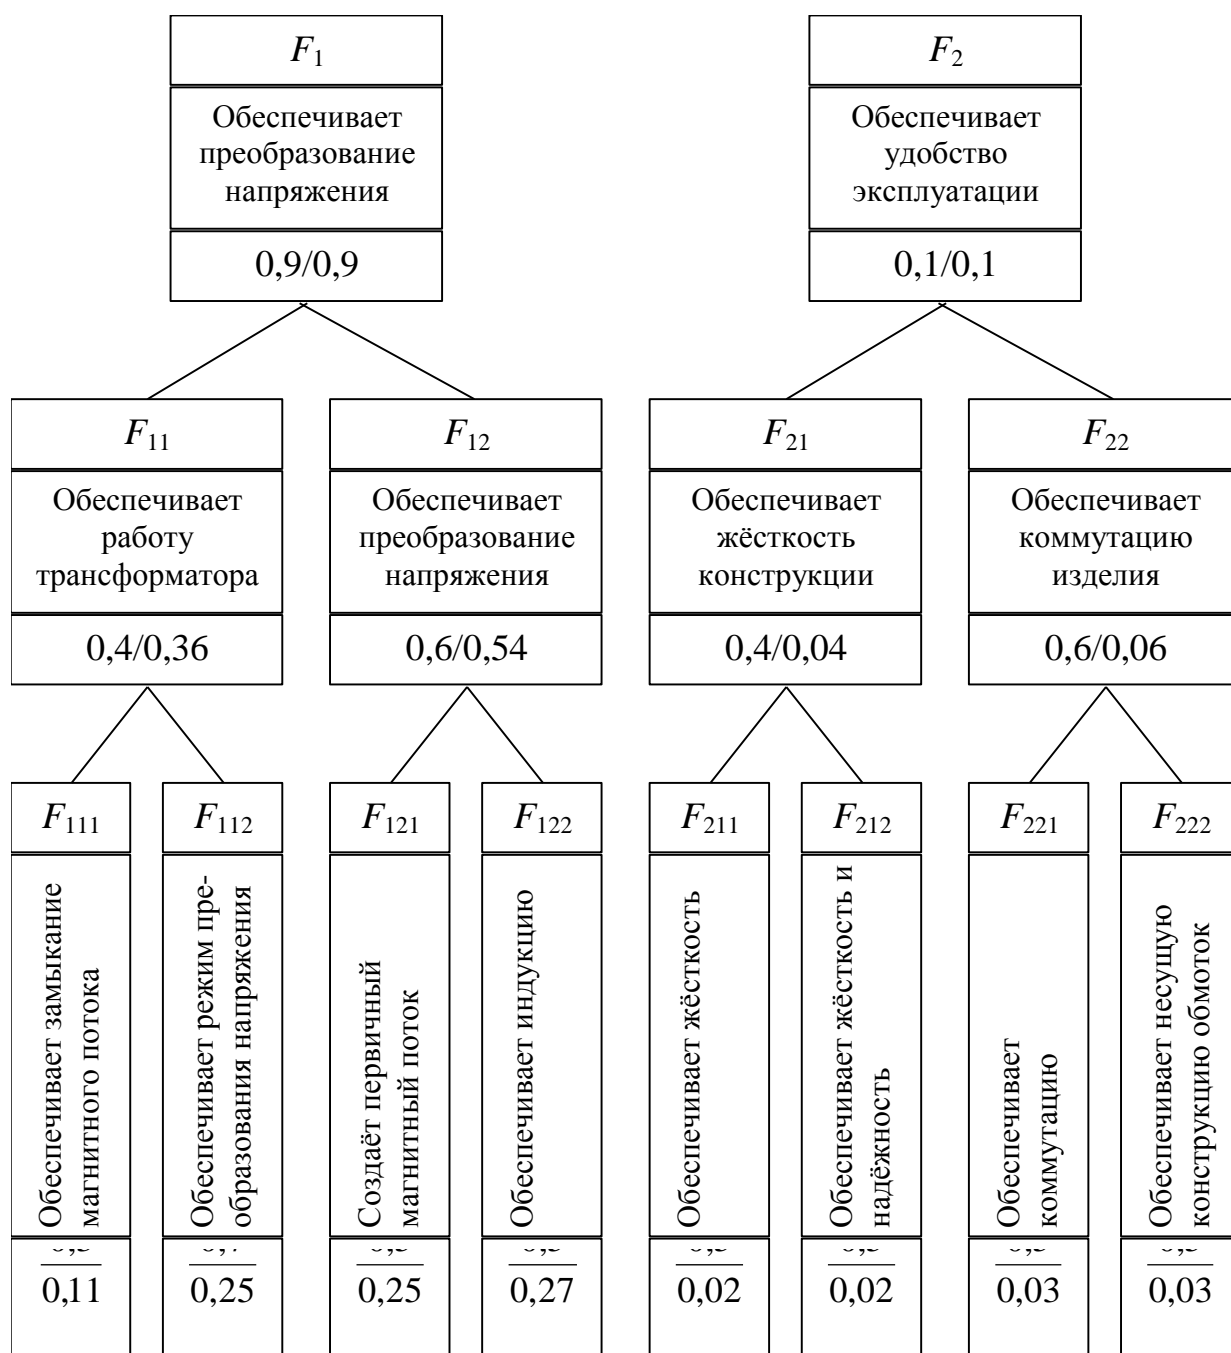 F₁
Обеспечивает
преобразование
напряжения
0,9/0,9
F₂
Обеспечивает
удобство
эксплуатации
0,1/0,1
F₁₁
Обеспечивает
работу
трансформатора
0,4/0,36
F₁₂
Обеспечивает
преобразование
напряжения
0,6/0,54
F₂₁
Обеспечивает
жёсткость
конструкции
0,4/0,04
F₂₂
Обеспечивает
коммутацию
изделия
0,6/0,06
F₁₁₁
Обеспечивает замыкание
магнитного потока
0,11
F₁₁₂
Обеспечивает режим пре-
образования напряжения
0,25
F₁₂₁
Создаёт первичный
магнитный поток
0,25
F₁₂₂
Обеспечивает индукцию
0,27
F₂₁₁
Обеспечивает жёсткость
0,02
F₂₁₂
Обеспечивает жёсткость и
надёжность
0,02
F₂₂₁
Обеспечивает
коммутацию
0,03
F₂₂₂
Обеспечивает несущую
конструкцию обмоток
0,03